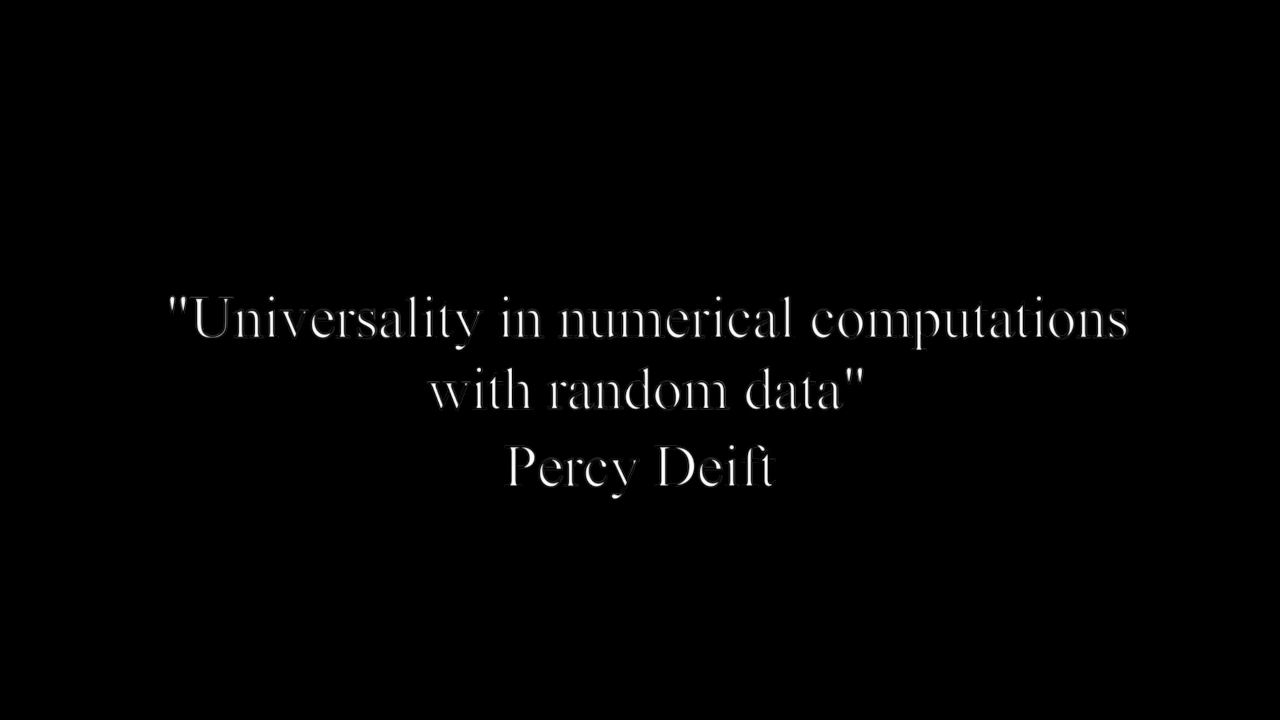 "Universality in numerical computations
with random data"
Percy Deift